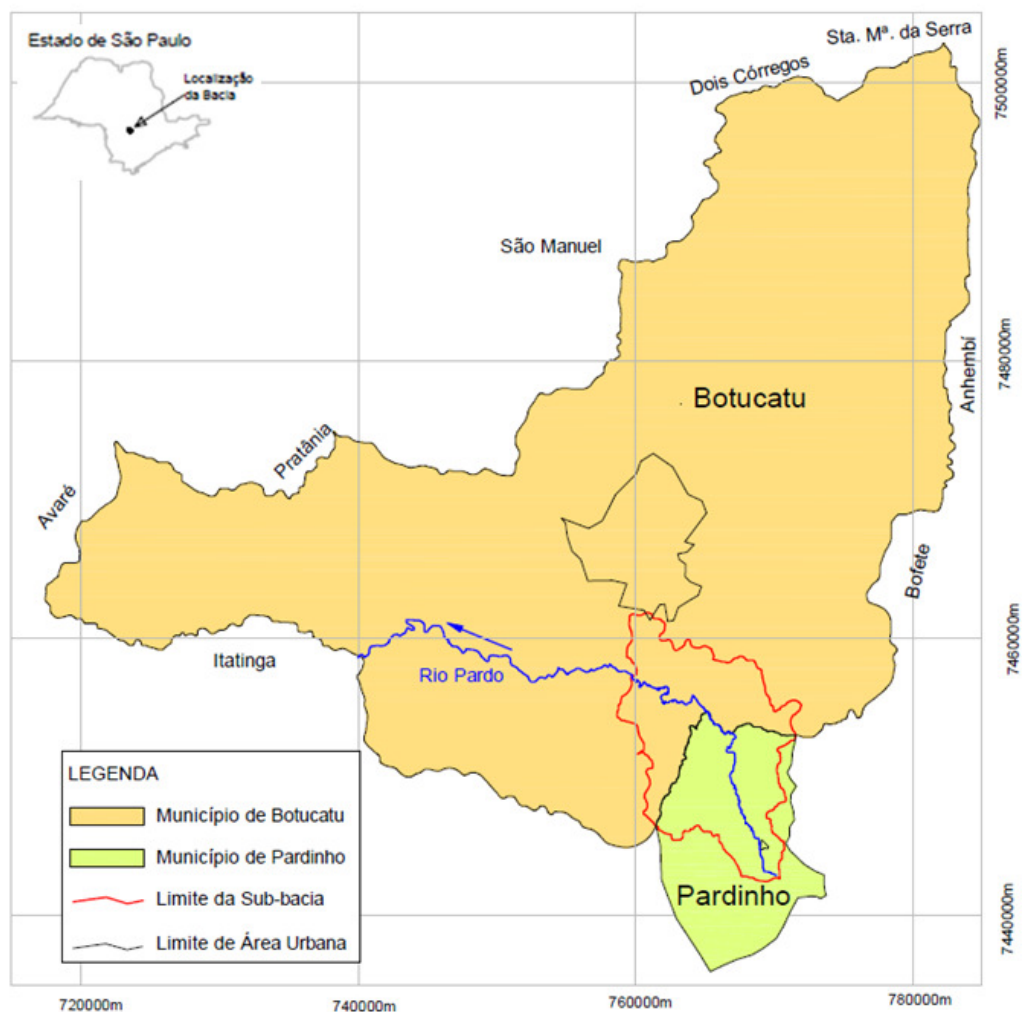 Estado de São Paulo
Localização
da Bacia
Sta. Mª. da Serra
Dois Córregos
7500000m
São Manuel
7480000m
Anhembí
Botucatu
Pratânia
Avaré
Bofete
7460000m
Itatinga
Rio Pardo
LEGENDA
Município de Botucatu
Município de Pardinho
Limite da Sub-bacia
Limite de Área Urbana
Pardinho
7440000m
720000m
740000m
760000m
780000m